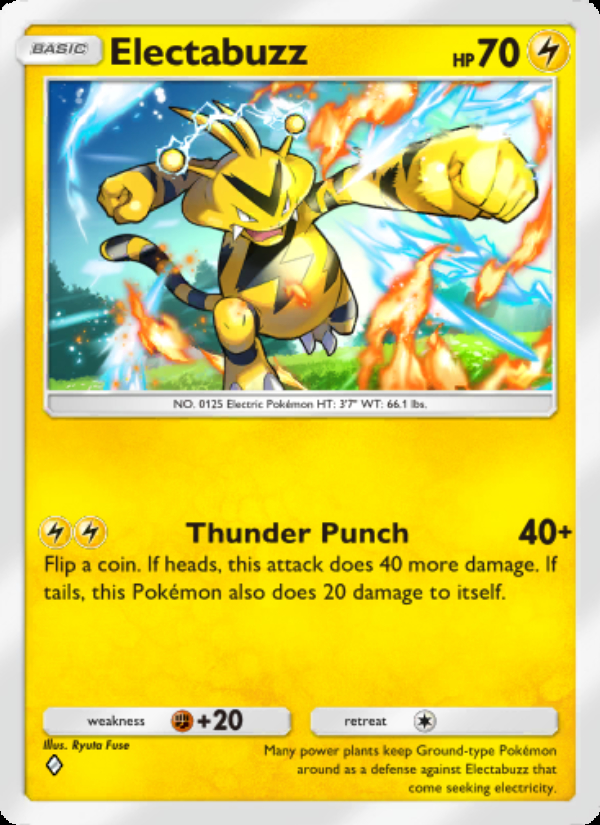 BASIC Electabuzz HP 70
NO. 0125 Electric Pokémon HT: 3'7" WT: 66.1 lbs.
Thunder Punch 40+
Flip a coin. If heads, this attack does 40 more damage. If
tails, this Pokémon also does 20 damage to itself.
weakness +20 retreat
Illus. Ryuta Fuse
Many power plants keep Ground-type Pokémon
around as a defense against Electabuzz that
come seeking electricity.